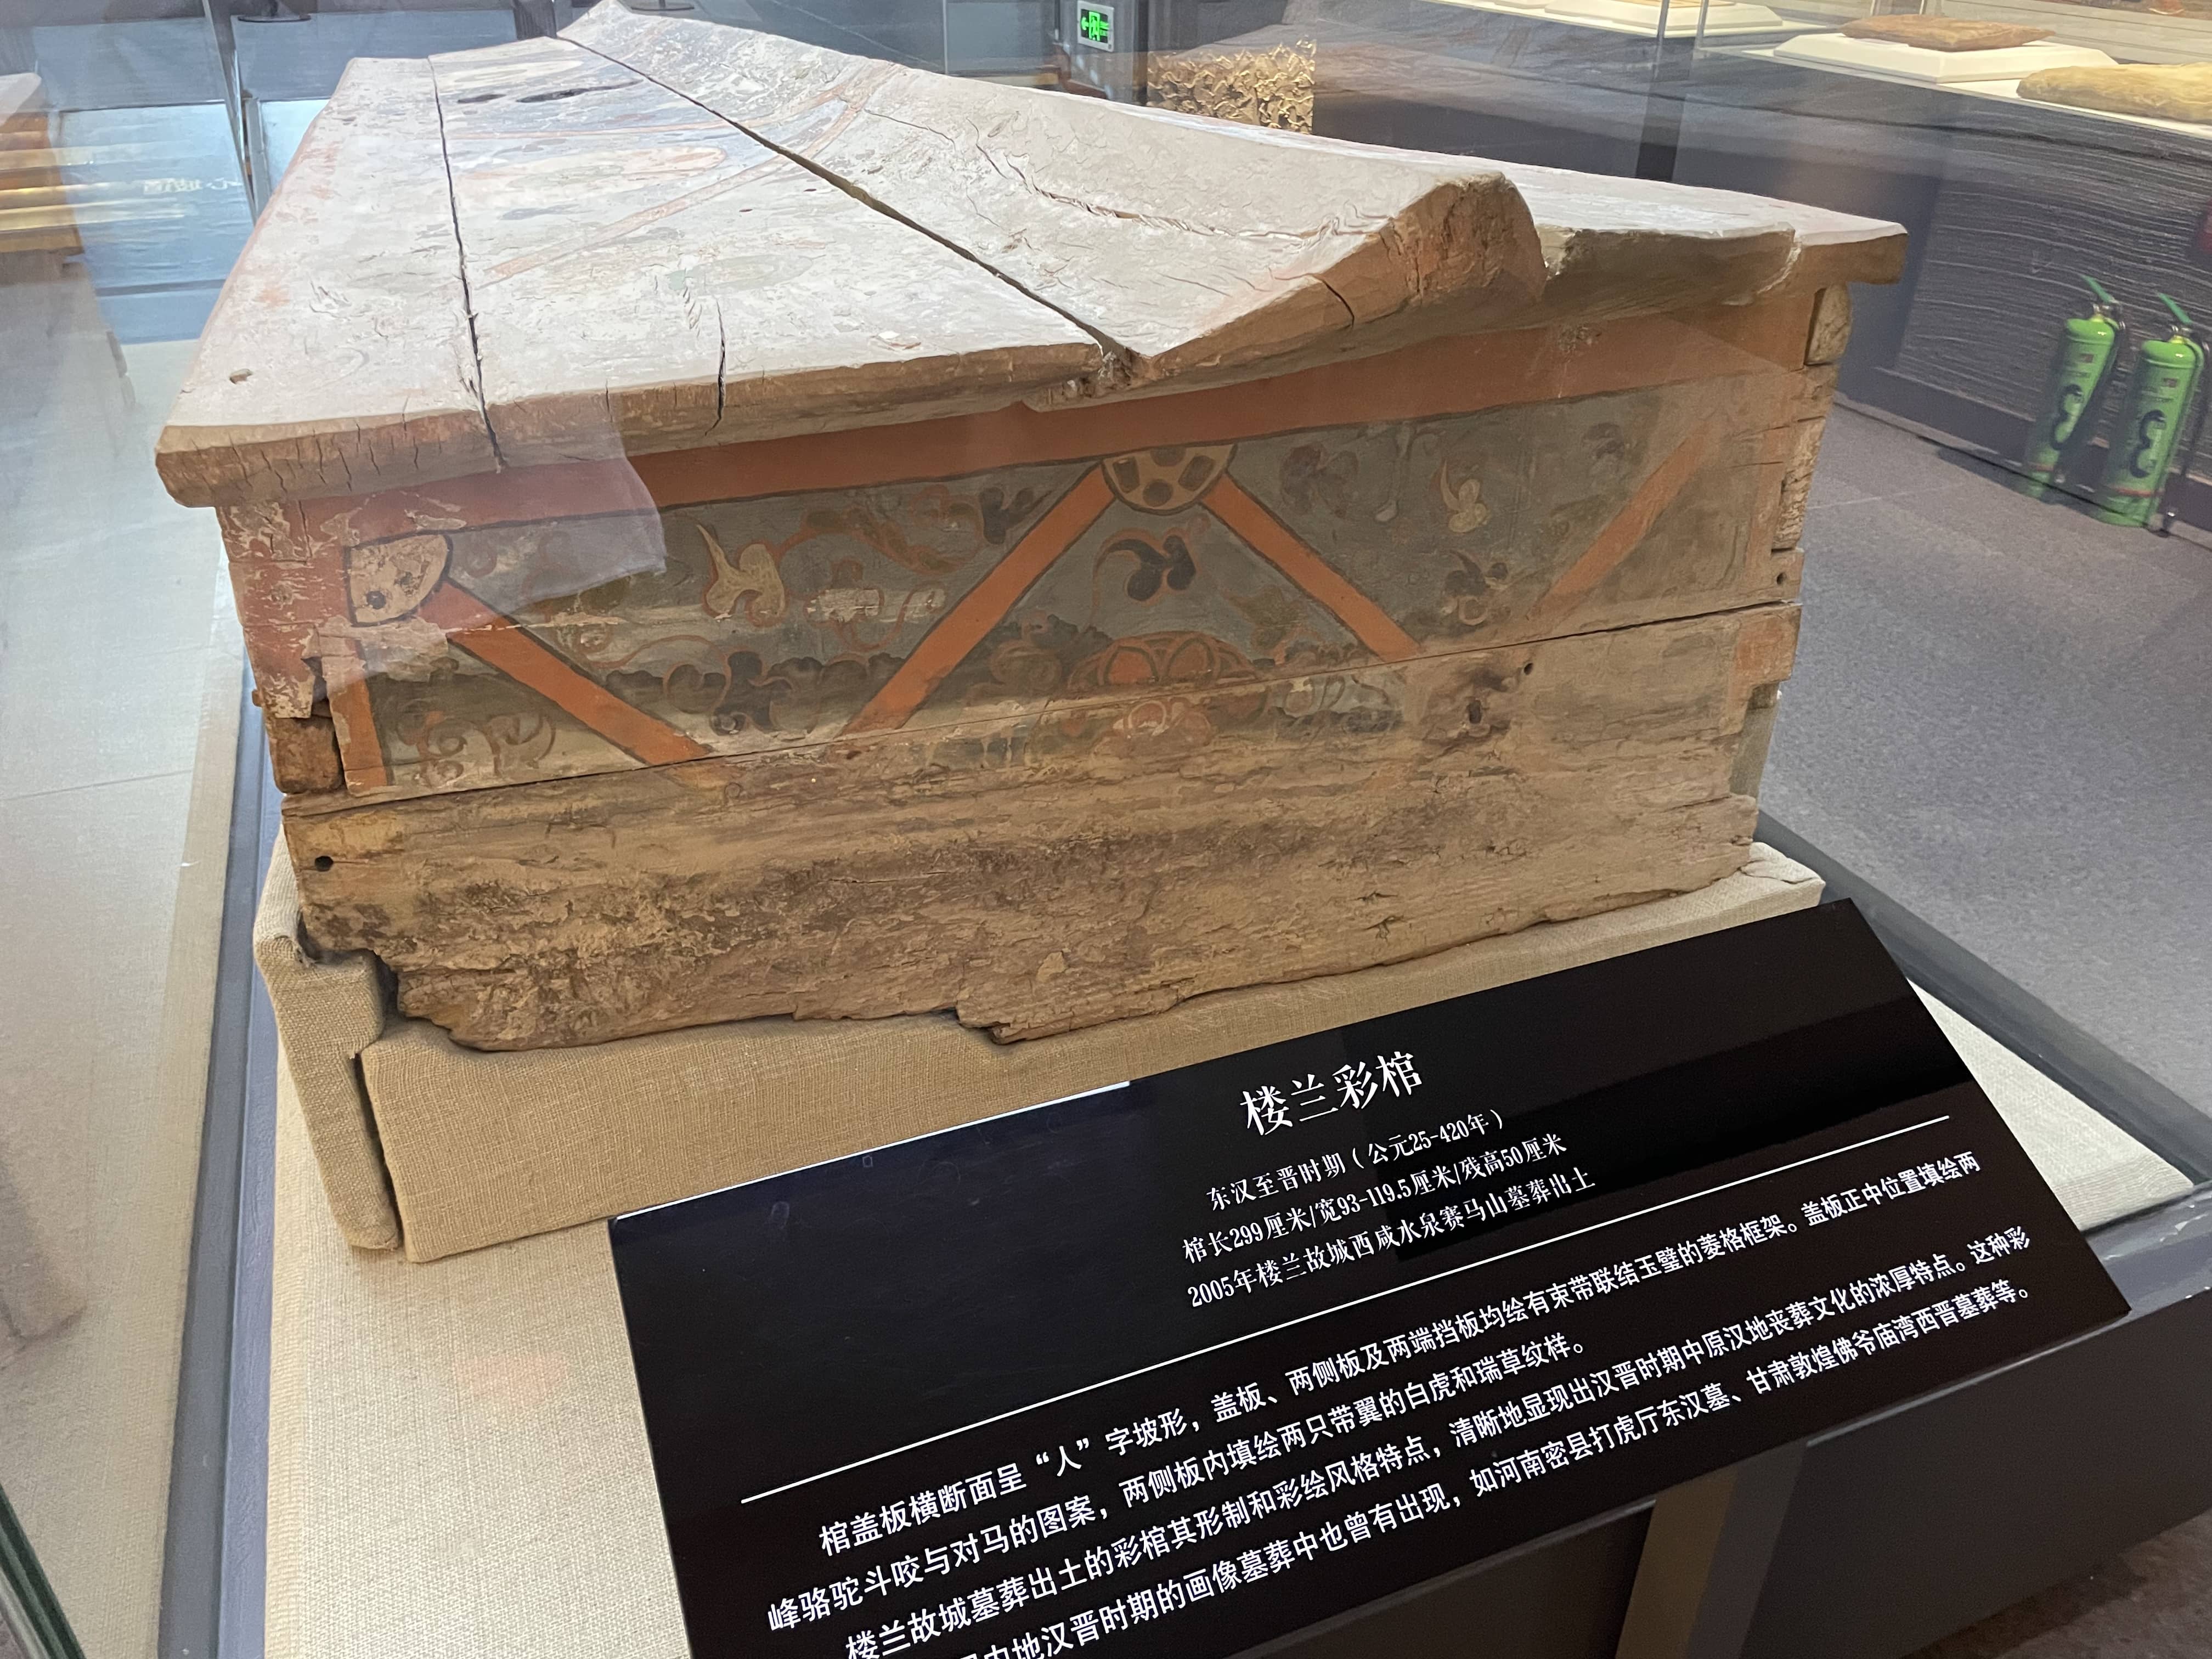 楼兰彩棺
东汉至晋时期（公元25-420年）
棺长299厘米/宽93-119.5厘米/残高50厘米
2005年楼兰故城西咸水泉赛马山墓葬出土
棺盖板横断面呈“人”字坡形，盖板、两侧板及两端挡板均绘有束带联结玉璧的菱格框架。盖板正中位置填绘两
峰骆驼斗咬与对马的图案，两侧板内填绘两只带翼的白虎和瑞草纹样。
楼兰故城墓葬出土的彩棺其形制和彩绘风格特点，清晰地显现出汉晋时期中原汉地丧葬文化的浓厚特点。这种彩
内地汉晋时期的画像墓葬中也曾有出现，如河南密县打虎厅东汉墓、甘肃敦煌佛爷庙湾西晋墓葬等。